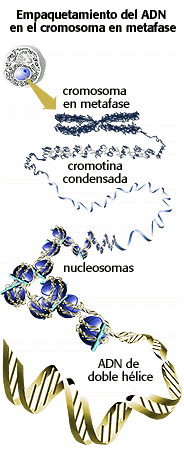 Empaquetamiento del ADN
en el cromosoma en metafase
cromosoma
en metafase
cromotina
condensada
nucleosomas
ADN de
doble hélice